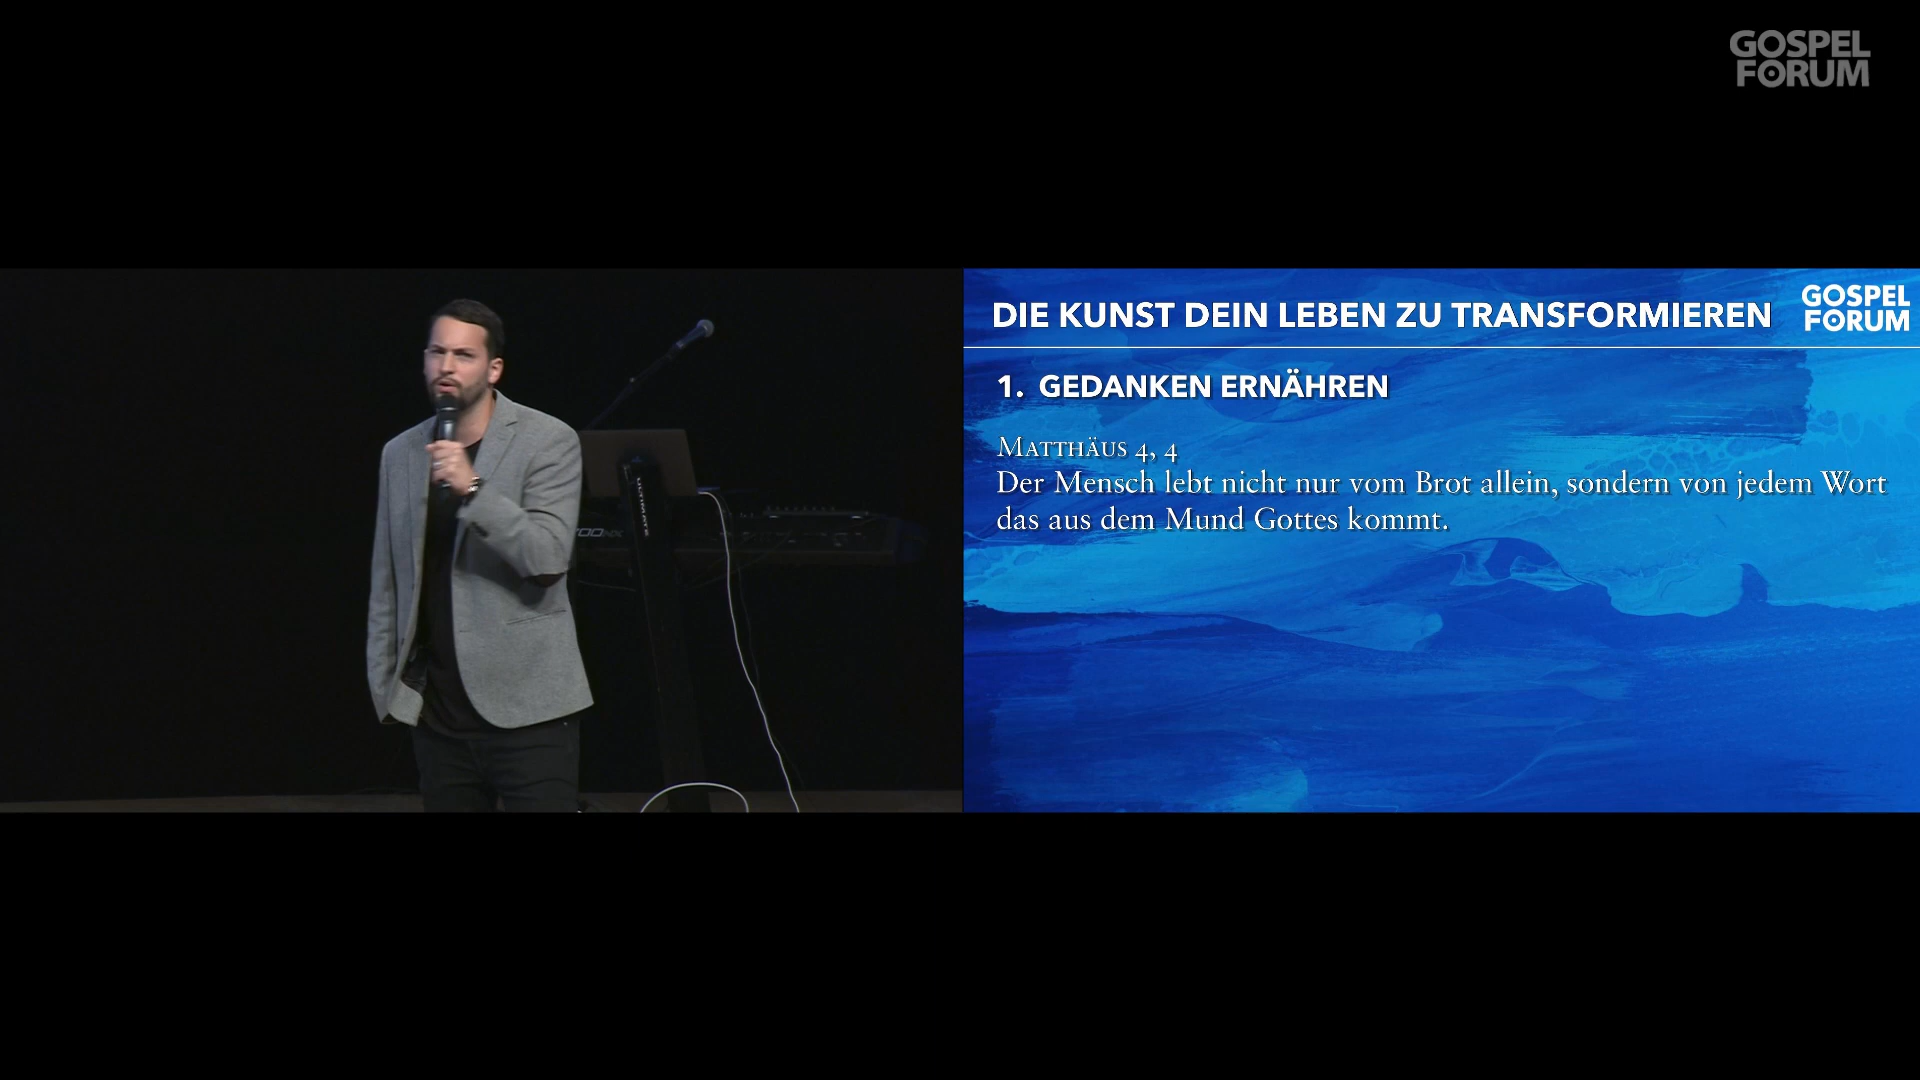 GOSPEL
FORUM
DIE KUNST DEIN LEBEN ZU TRANSFORMIEREN
GOSPEL
FORUM
1. GEDANKEN ERNÄHREN
MATTHÄUS 4, 4
Der Mensch lebt nicht nur vom Brot allein, sondern von jedem Wort
das aus dem Mund Gottes kommt.